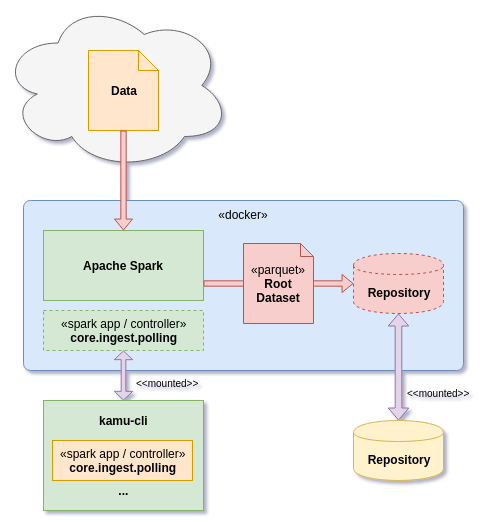 Data
«docker»
Apache Spark
«parquet»
Root
Dataset
Repository
«spark app / controller»
core.ingest.polling
<<mounted>>
<<mounted>>
kamu-cli
«spark app / controller»
core.ingest.polling
...
Repository